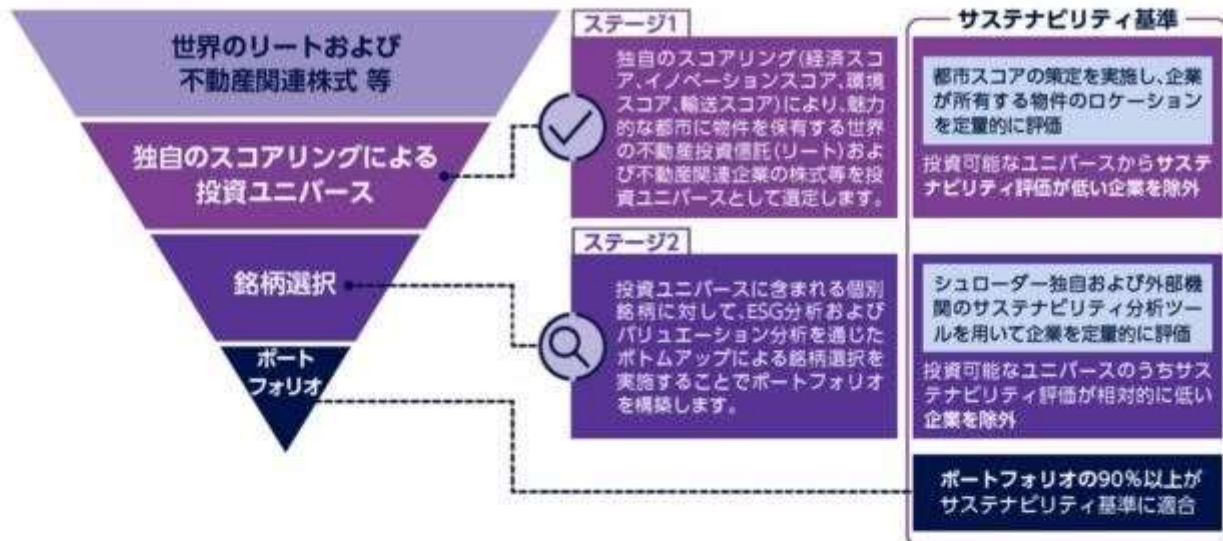 世界のリートおよび
不動産関連株式 等
独自のスコアリングによる
投資ユニバース
銘柄選択
ポート
フォリオ
ステージ1
独自のスコアリング(経済スコ
ア、イノベーションスコア、環境
スコア、輸送スコア)により、魅力
的な都市に物件を保有する世界
の不動産投資信託(リート)およ
び不動産関連企業の株式等を投
資ユニバースとして選定します。
ステージ2
投資ユニバースに含まれる個別
銘柄に対して、ESG分析および
バリュエーション分析を通じた
ボトムアップによる銘柄選択を
実施することでポートフォリオ
を構築します。
サステナビリティ基準
都市スコアの策定を実施し、企業
が所有する物件のロケーション
を定量的に評価
投資可能なユニバースからサステ
ナビリティ評価が低い企業を除外
シュローダー独自および外部機
関のサステナビリティ分析ツー
ルを用いて企業を定量的に評価
投資可能なユニバースのうちサス
テナビリティ評価が相対的に低い
企業を除外
ポートフォリオの90%以上が
サステナビリティ基準に適合